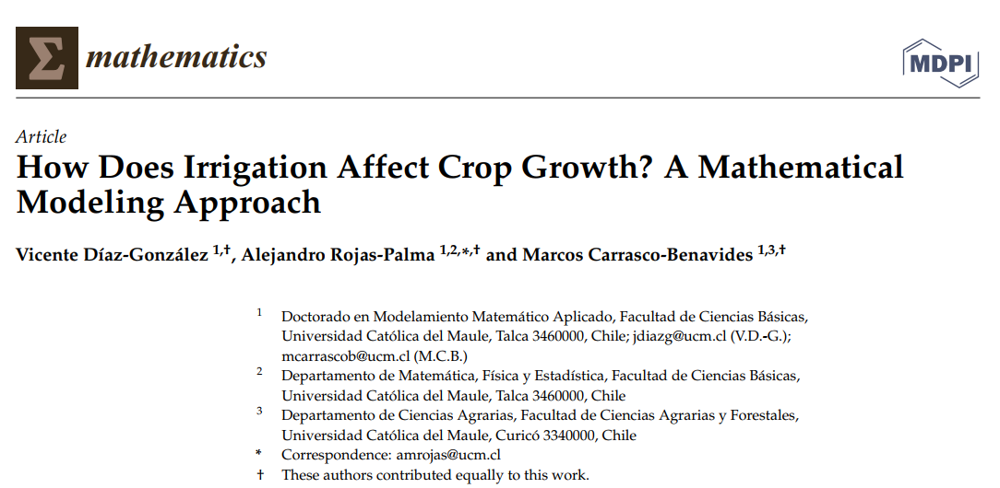 Σ mathematics
MDPI
Article
How Does Irrigation Affect Crop Growth? A Mathematical
Modeling Approach
Vicente Díaz-González 1,†, Alejandro Rojas-Palma 1,2,*,† and Marcos Carrasco-Benavides 1,3,†
1 Doctorado en Modelamiento Matemático Aplicado, Facultad de Ciencias Básicas,
Universidad Católica del Maule, Talca 3460000, Chile; jdiazg@ucm.cl (V.D.-G.);
mcarrascob@ucm.cl (M.C.B.)
2 Departamento de Matemática, Física y Estadística, Facultad de Ciencias Básicas,
Universidad Católica del Maule, Talca 3460000, Chile
3 Departamento de Ciencias Agrarias, Facultad de Ciencias Agrarias y Forestales,
Universidad Católica del Maule, Curicó 3340000, Chile
* Correspondence: amrojas@ucm.cl
† These authors contributed equally to this work.